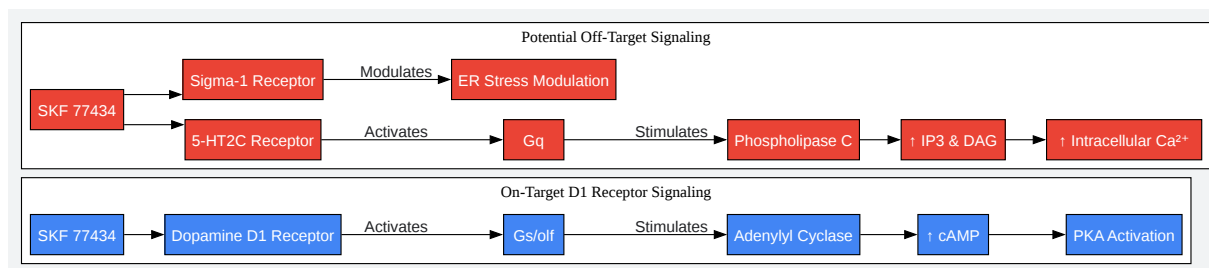 Potential Off-Target Signaling
Sigma-1 Receptor
Modulates
ER Stress Modulation
SKF 77434
5-HT2C Receptor
Activates
Gq
Stimulates
Phospholipase C
↑ IP3 & DAG
↑ Intracellular Ca²⁺
On-Target D1 Receptor Signaling
SKF 77434
Dopamine D1 Receptor
Activates
Gs/olf
Stimulates
Adenylyl Cyclase
↑ cAMP
PKA Activation